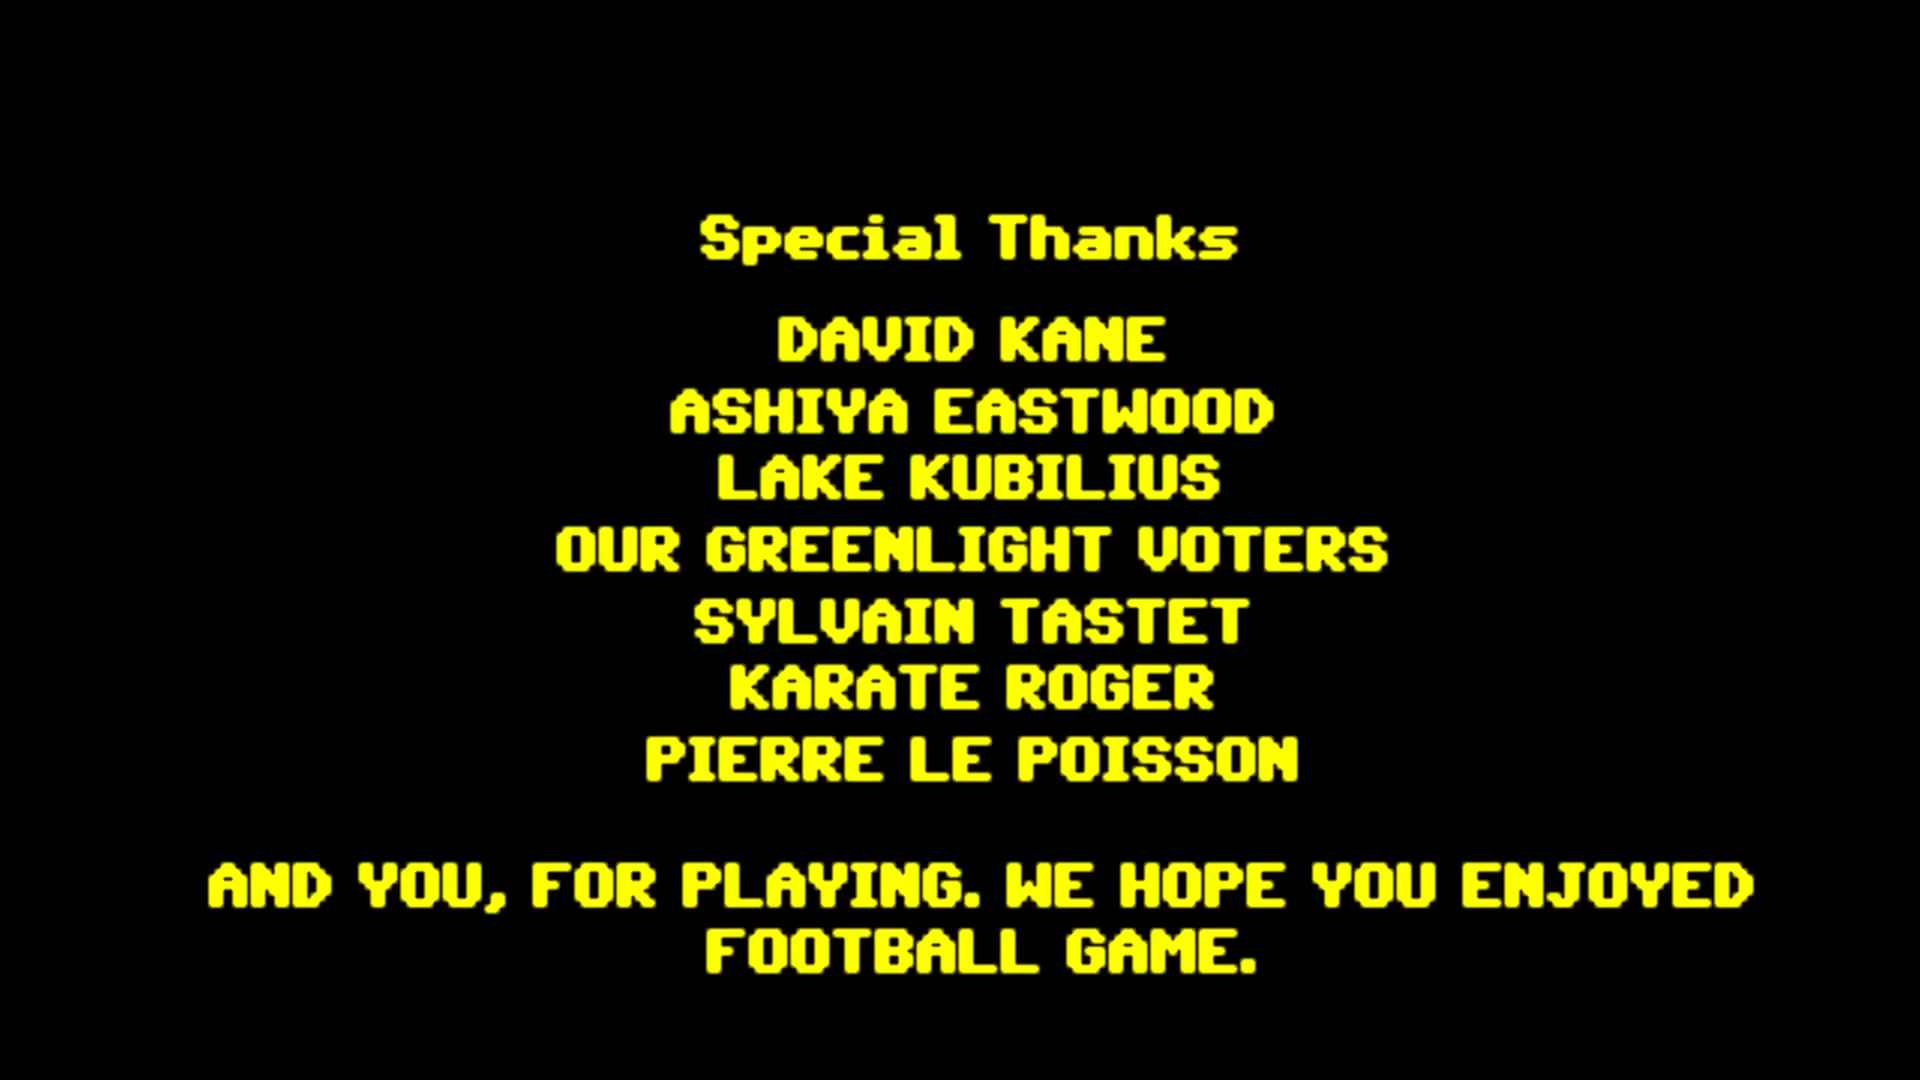 Special Thanks
DAVID KANE
ASHIYA EASTWOOD
LAKE KUBILIUS
OUR GREENLIGHT VOTERS
SYLVAIN TASTET
KARATE ROGER
PIERRE LE POISSON
AND YOU, FOR PLAYING. WE HOPE YOU ENJOYED
FOOTBALL GAME.